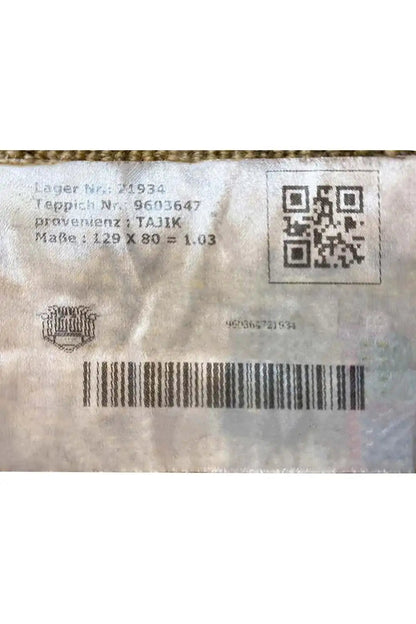 Lager Nr.: 21934
Teppich Nr.: 9603647
provenienz : TAJIK
Maße : 129 X 80 = 1.03
960364721934